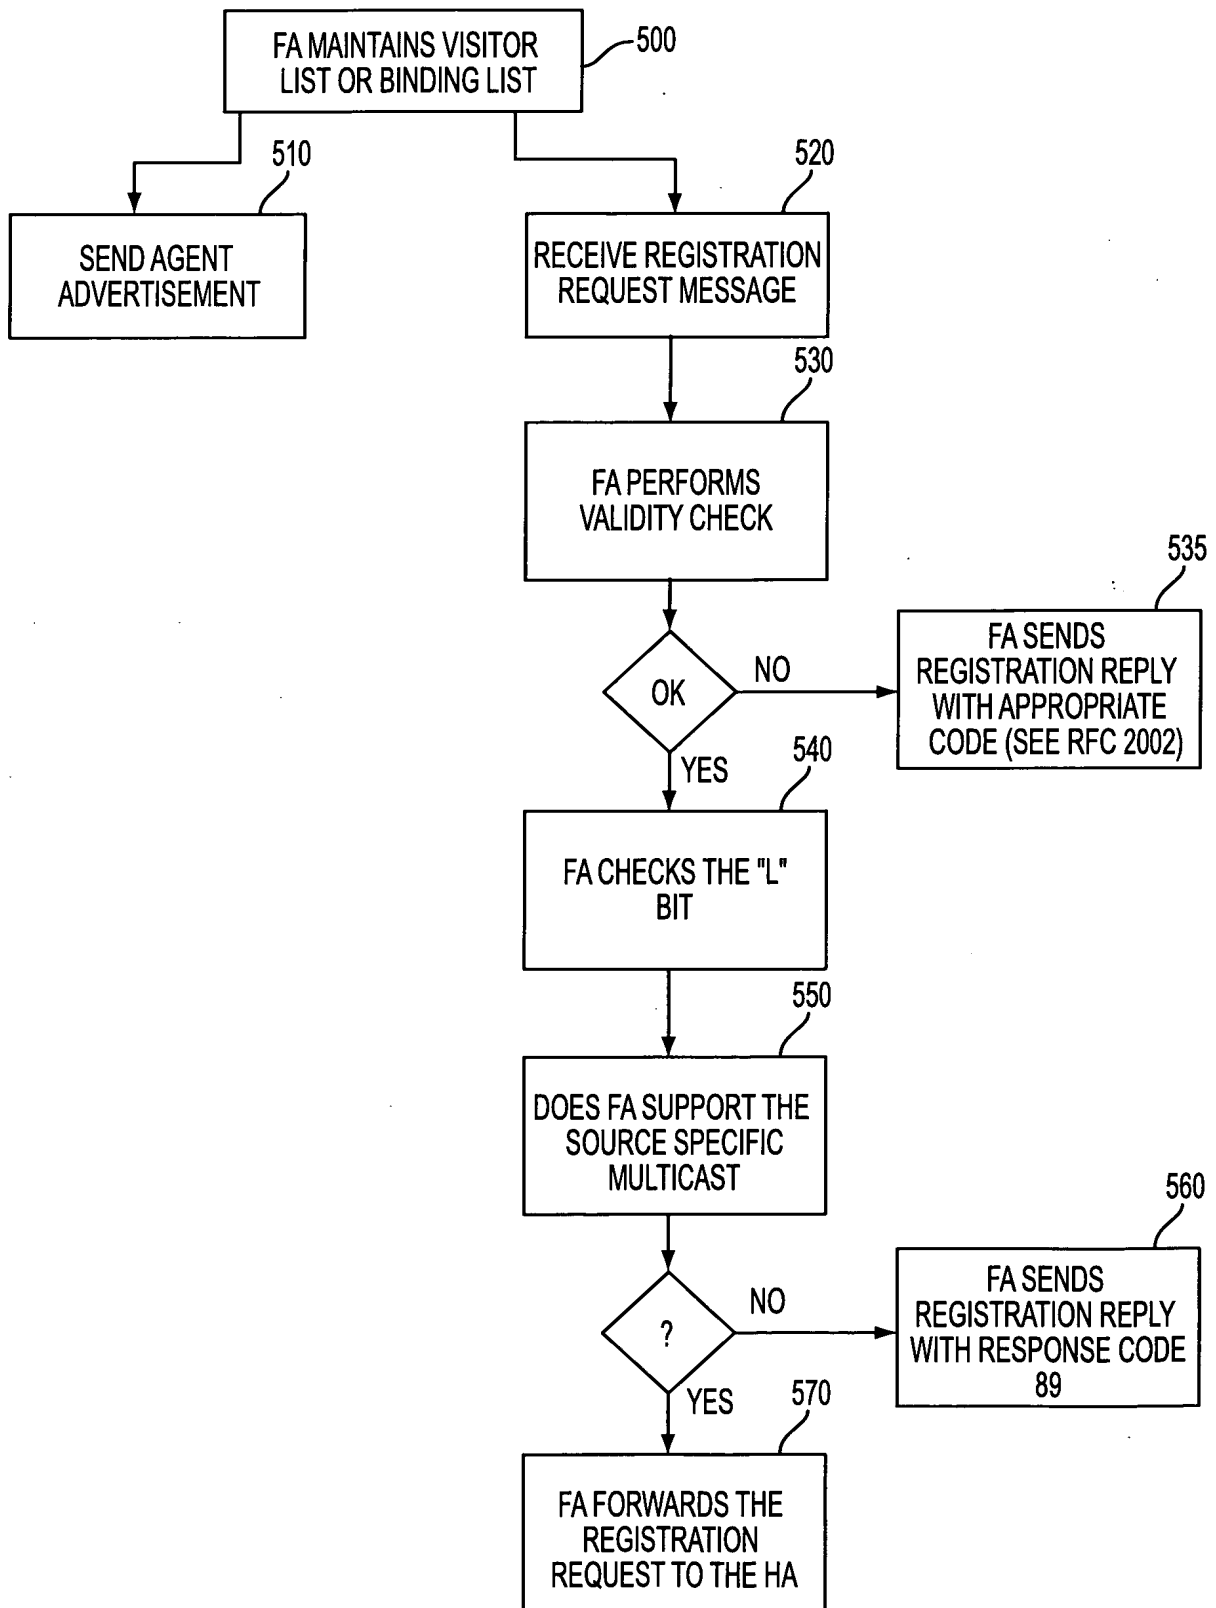 FA MAINTAINS VISITOR
LIST OR BINDING LIST
500
510
SEND AGENT
ADVERTISEMENT
520
RECEIVE REGISTRATION
REQUEST MESSAGE
530
FA PERFORMS
VALIDITY CHECK
OK
NO
YES
535
FA SENDS
REGISTRATION REPLY
WITH APPROPRIATE
CODE (SEE RFC 2002)
540
FA CHECKS THE "L"
BIT
550
DOES FA SUPPORT THE
SOURCE SPECIFIC
MULTICAST
?
NO
YES
560
FA SENDS
REGISTRATION REPLY
WITH RESPONSE CODE
89
570
FA FORWARDS THE
REGISTRATION
REQUEST TO THE HA